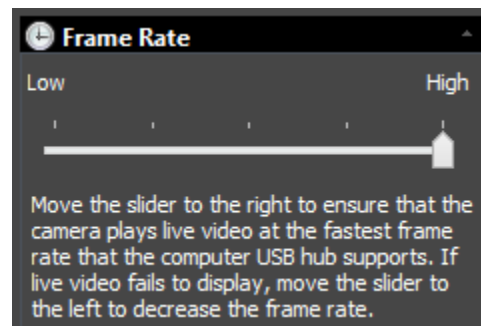 Frame Rate
Low High
Move the slider to the right to ensure that the
camera plays live video at the fastest frame
rate that the computer USB hub supports. If
live video fails to display, move the slider to
the left to decrease the frame rate.